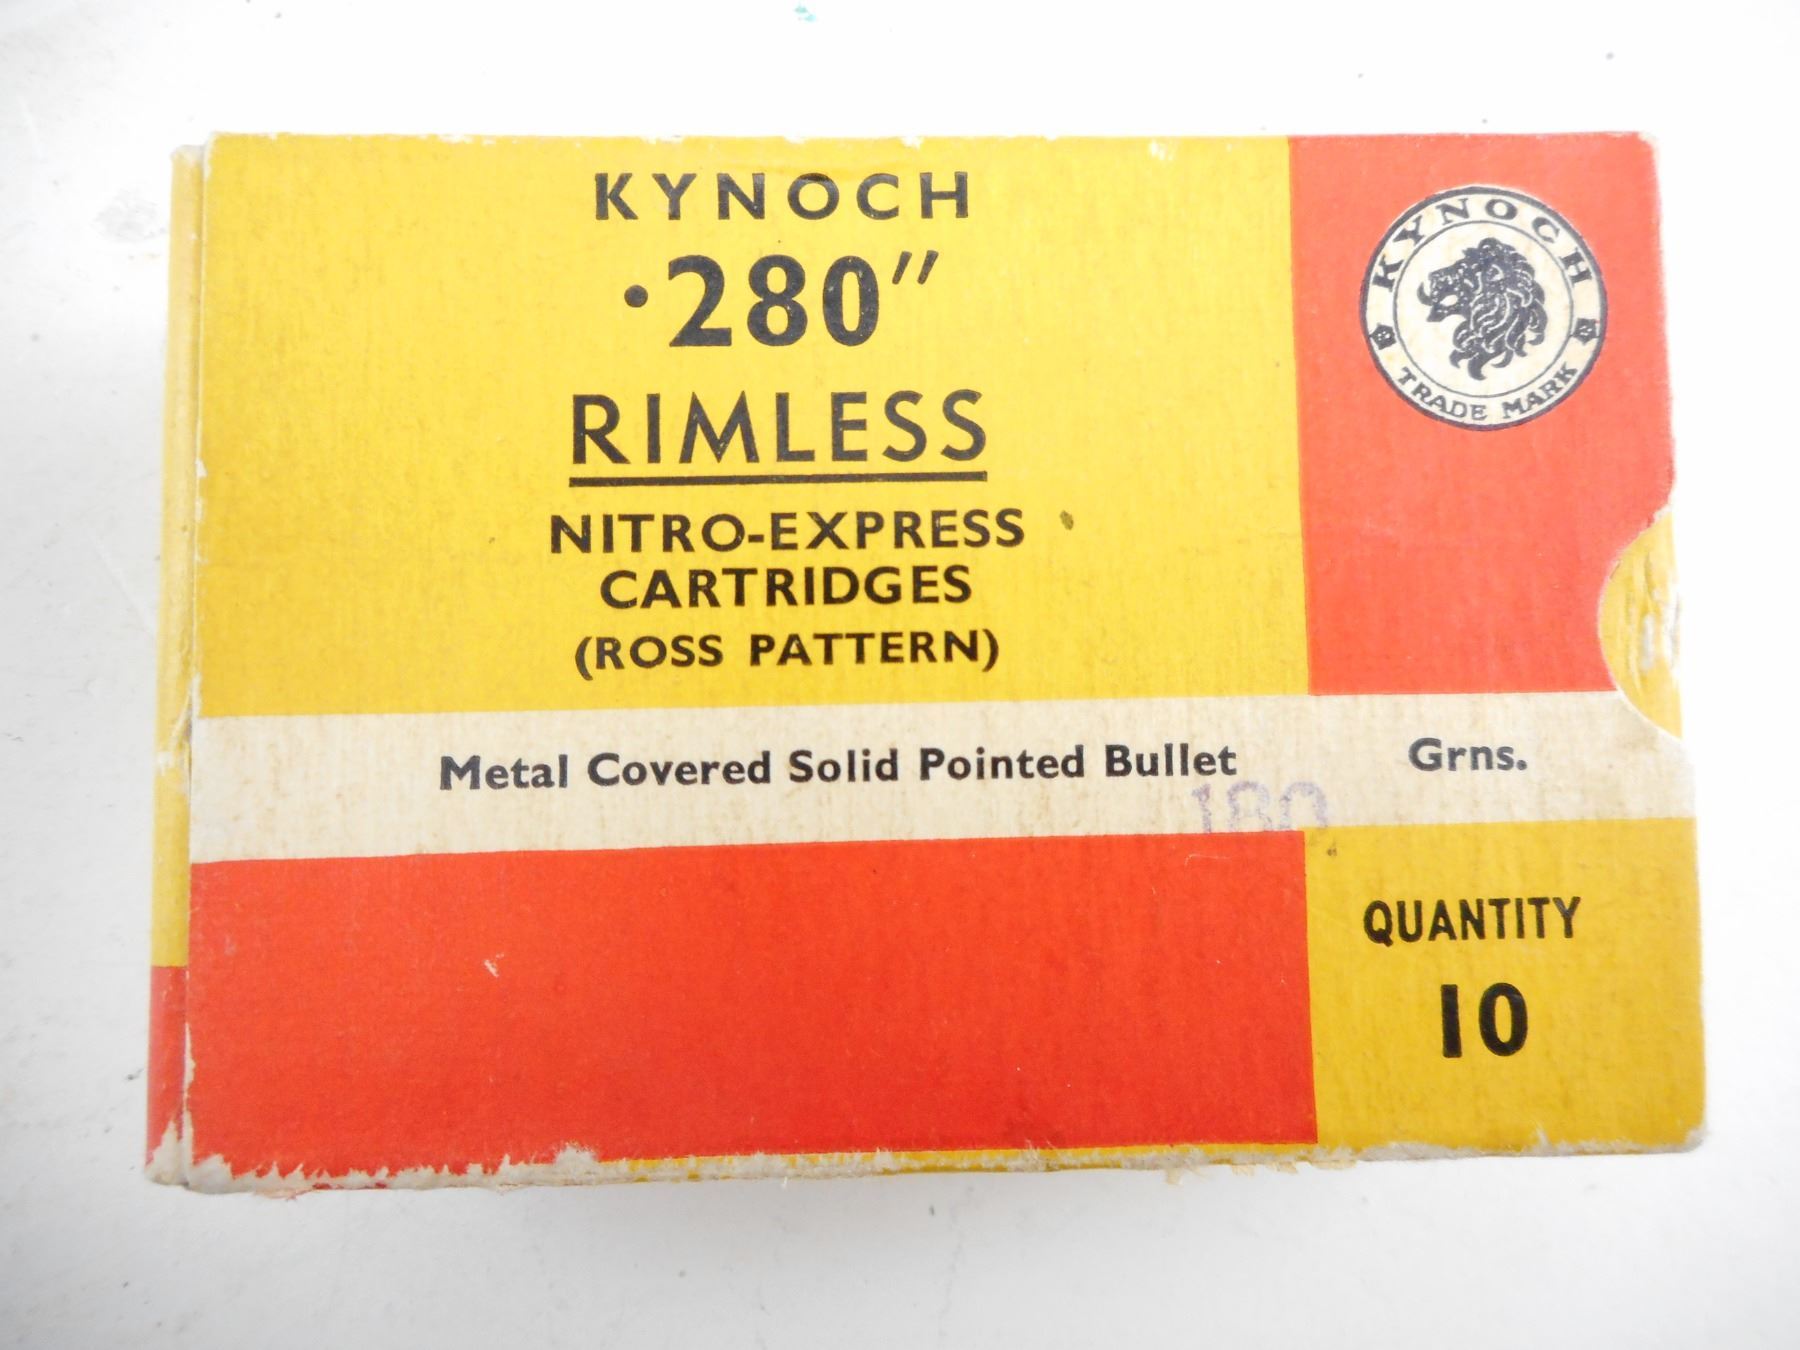 KYNOCH
·280"
RIMLESS
NITRO-EXPRESS
CARTRIDGES
(ROSS PATTERN)
KYNOCH
TRADE MARK
Metal Covered Solid Pointed Bullet Grns.
180
QUANTITY
10